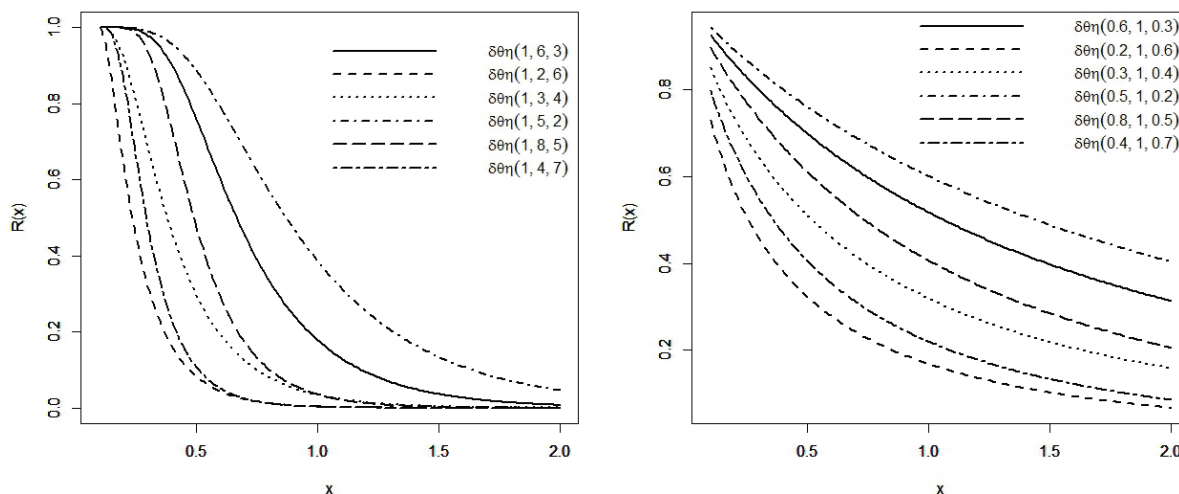 R(x)
1.0
0.8
0.6
0.4
0.2
0.0
0.5
1.0
1.5
2.0
x
δθη(1, 6, 3)
δθη(1, 2, 6)
δθη(1, 3, 4)
δθη(1, 5, 2)
δθη(1, 8, 5)
δθη(1, 4, 7)
R(x)
0.8
0.6
0.4
0.2
0.5
1.0
1.5
2.0
x
δθη(0.6, 1, 0.3)
δθη(0.2, 1, 0.6)
δθη(0.3, 1, 0.4)
δθη(0.5, 1, 0.2)
δθη(0.8, 1, 0.5)
δθη(0.4, 1, 0.7)